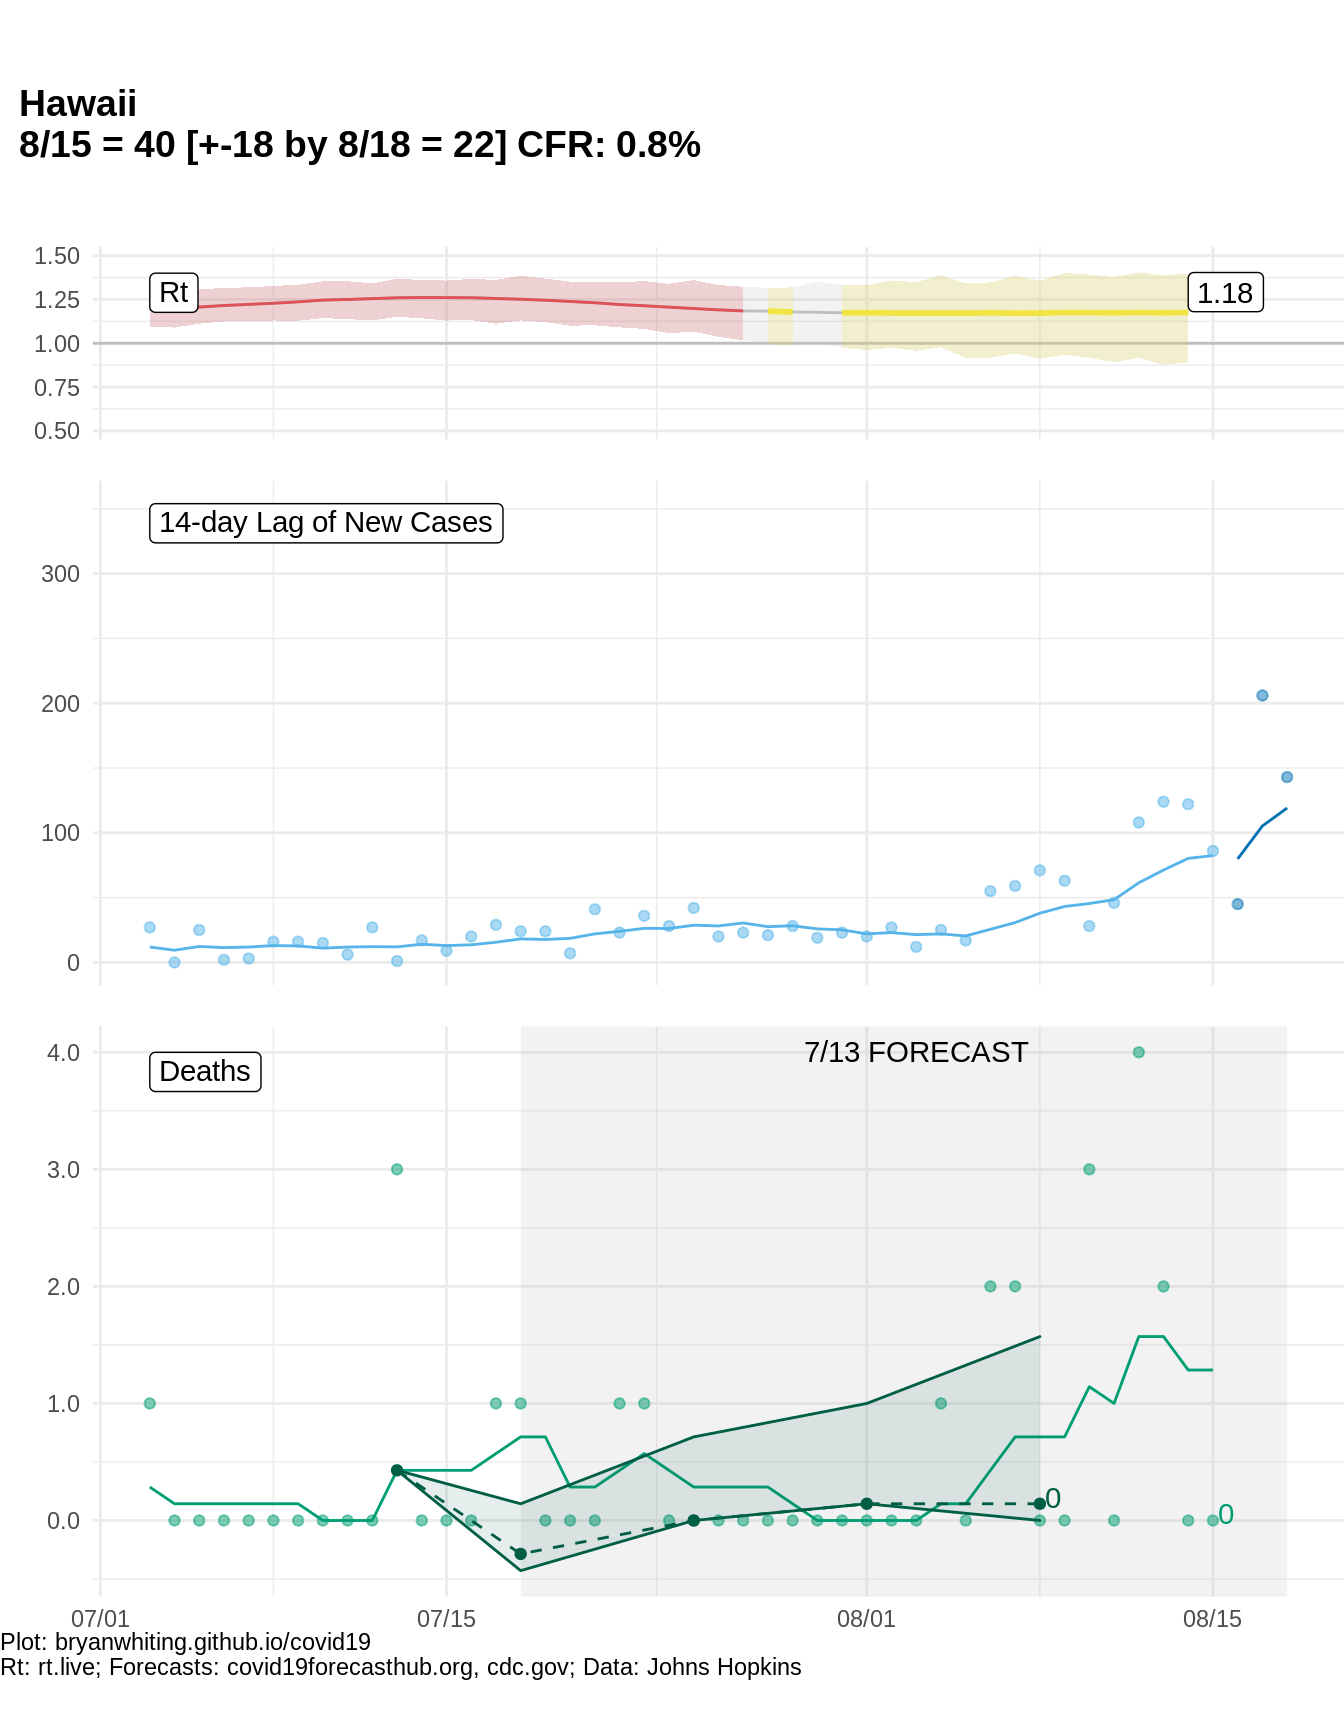 Hawaii
8/15 = 40 [+-18 by 8/18 = 22] CFR: 0.8%
1.50
1.25
1.00
0.75
0.50
Rt
1.18
14-day Lag of New Cases
300
200
100
0
4.0
3.0
2.0
1.0
0.0
Deaths
7/13 FORECAST
0
0
07/01
07/15
08/01
08/15
Plot: bryanwhiting.github.io/covid19
Rt: rt.live; Forecasts: covid19forecasthub.org, cdc.gov; Data: Johns Hopkins